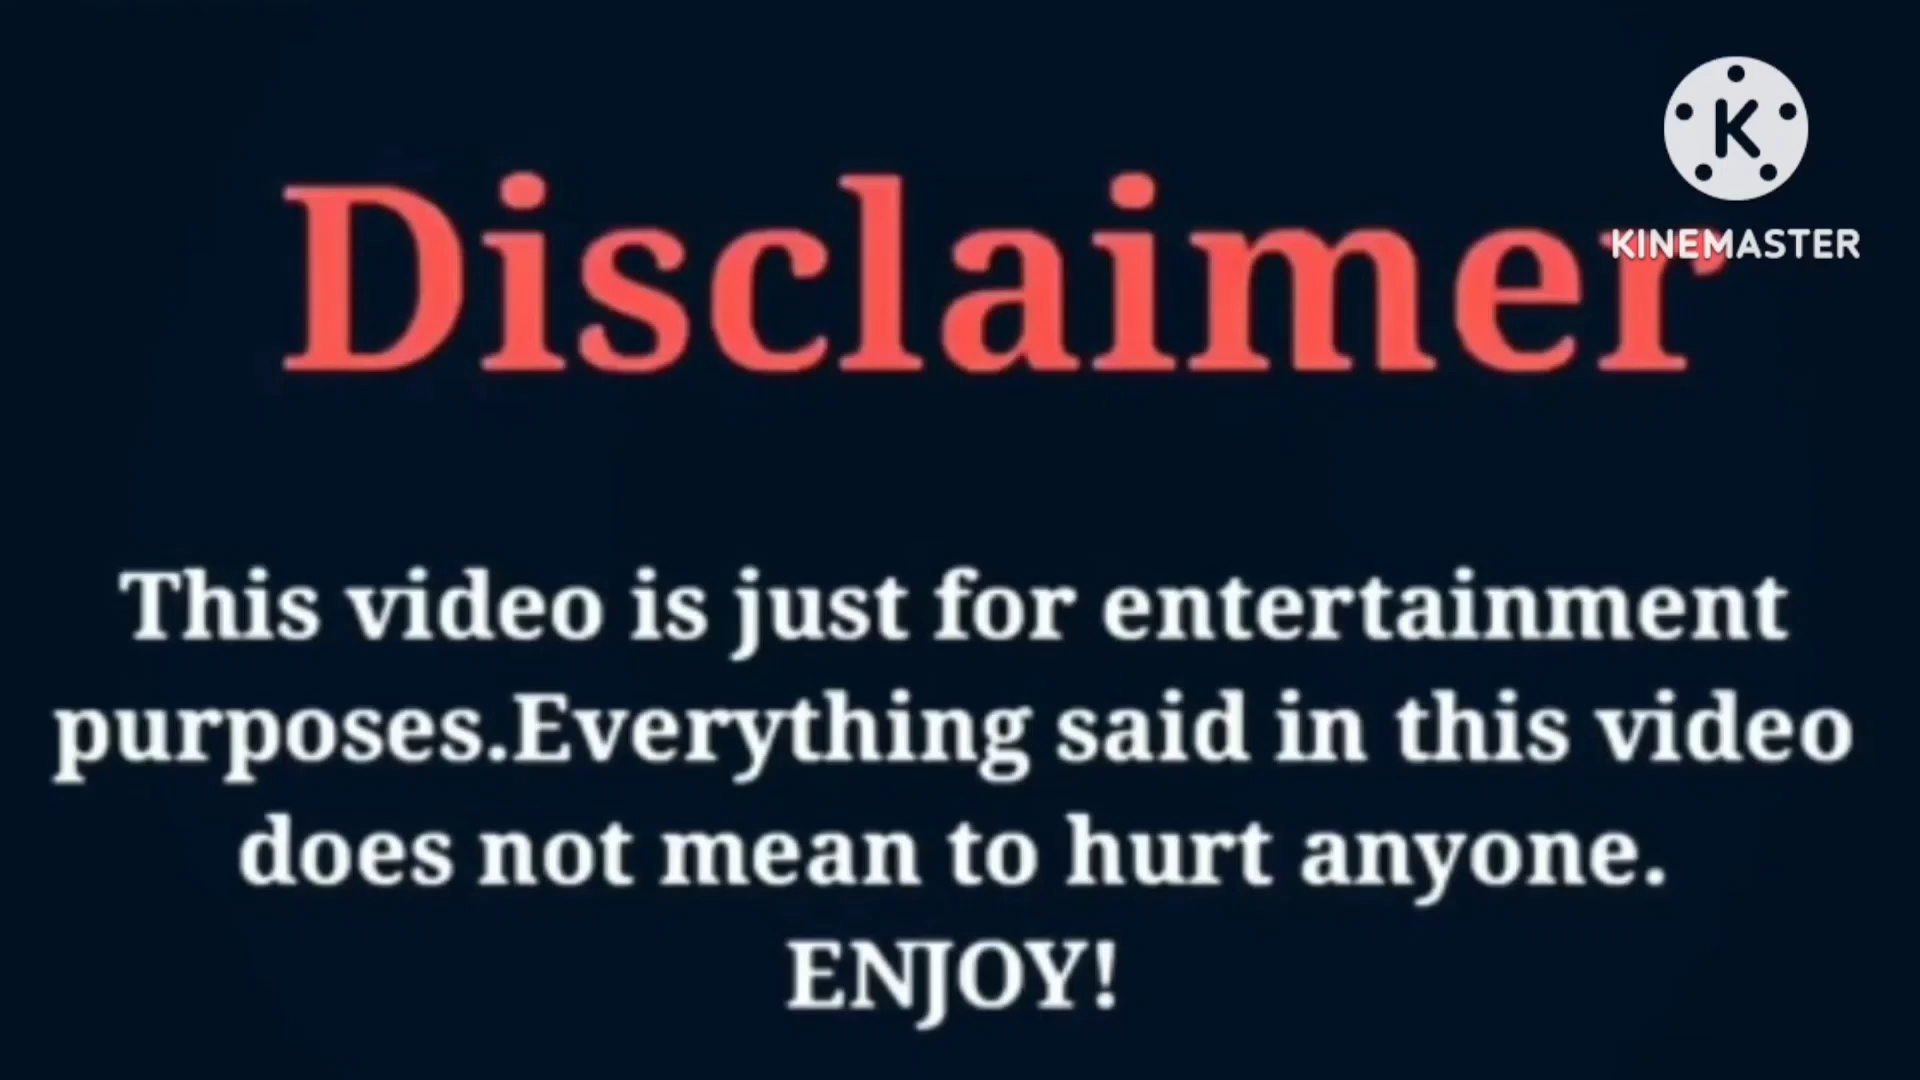 K
KINEMASTER
Disclaimer
This video is just for entertainment
purposes.Everything said in this video
does not mean to hurt anyone.
ENJOY!